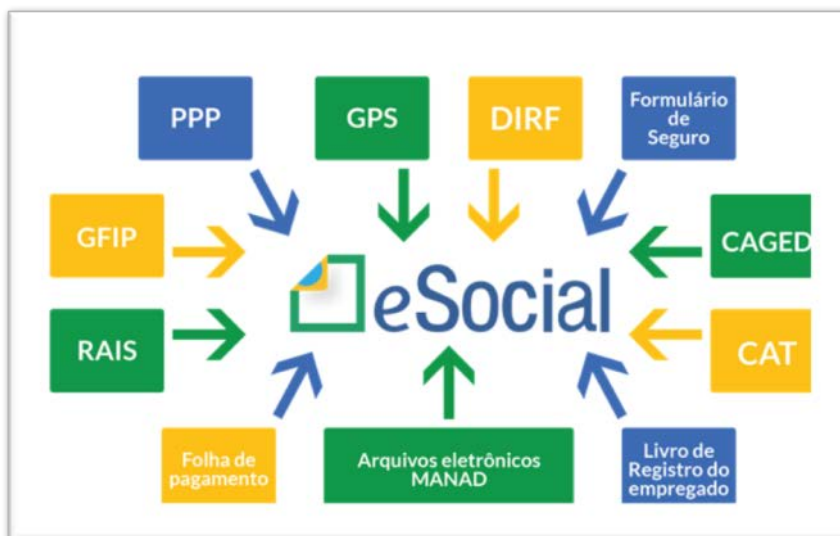 PPP
GPS
DIRF
Formulário
de
Seguro
GFIP
CAGED
eSocial
RAIS
CAT
Folha de
pagamento
Arquivos eletrônicos
MANAD
Livro de
Registro do
empregado